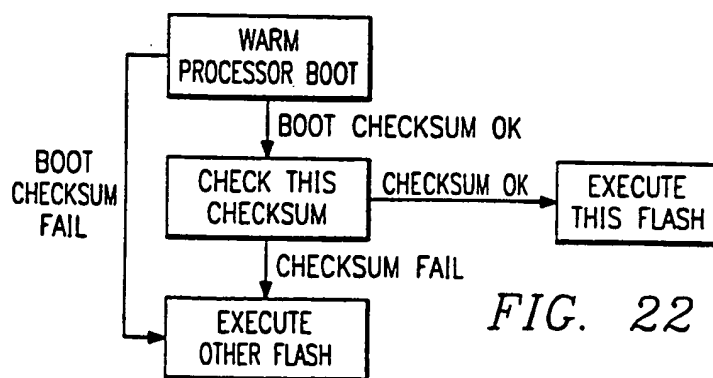 WARM
PROCESSOR BOOT
BOOT CHECKSUM OK
BOOT
CHECKSUM
FAIL
CHECK THIS
CHECKSUM
CHECKSUM OK
EXECUTE
THIS FLASH
CHECKSUM FAIL
EXECUTE
OTHER FLASH
FIG. 22